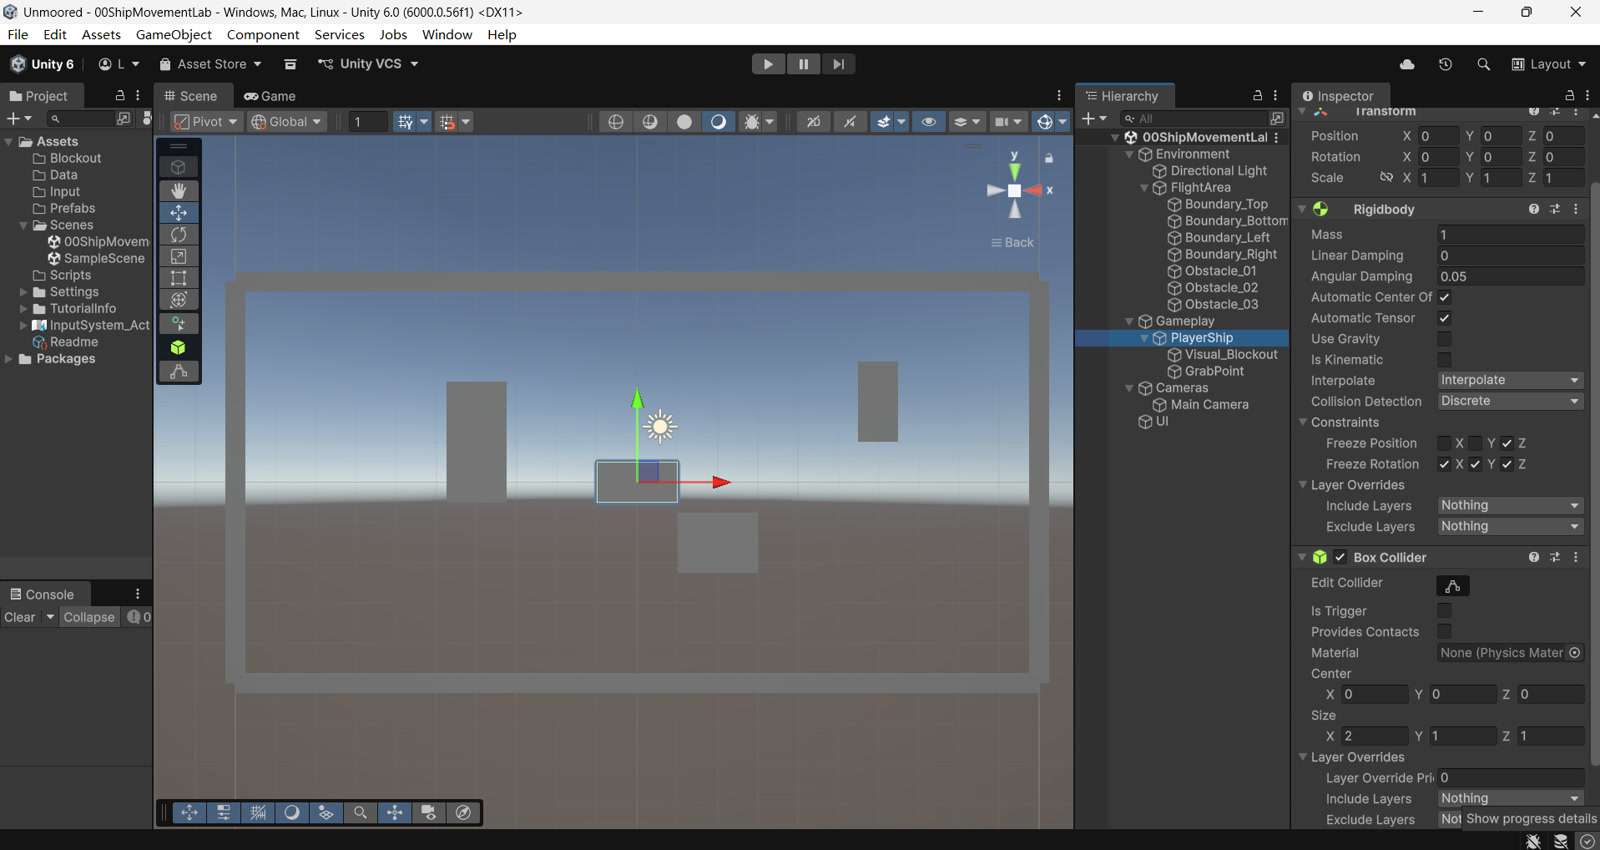 Unmoored - 00ShipMovementLab - Windows, Mac, Linux - Unity 6.0 (6000.0.56f1) <DX11>
File Edit Assets GameObject Component Services Jobs Window Help
Unity 6 L Asset Store Unity VCS Layout
Project Scene Game Hierarchy Inspector
Pivot Global 1 2D All
Assets
Blockout
Data
Input
Prefabs
Scenes
00ShipMovem
SampleScene
Scripts
Settings
TutorialInfo
InputSystem_Act
Readme
Packages
Console
Clear Collapse 0
y
x
Back
00ShipMovementLal
Environment
Directional Light
FlightArea
Boundary_Top
Boundary_Bottom
Boundary_Left
Boundary_Right
Obstacle_01
Obstacle_02
Obstacle_03
Gameplay
PlayerShip
Visual_Blockout
GrabPoint
Cameras
Main Camera
UI
Transform
Position X 0 Y 0 Z 0
Rotation X 0 Y 0 Z 0
Scale X 1 Y 1 Z 1
Rigidbody
Mass 1
Linear Damping 0
Angular Damping 0.05
Automatic Center Of
Automatic Tensor
Use Gravity
Is Kinematic
Interpolate Interpolate
Collision Detection Discrete
Constraints
Freeze Position X Y Z
Freeze Rotation X Y Z
Layer Overrides
Include Layers Nothing
Exclude Layers Nothing
Box Collider
Edit Collider
Is Trigger
Provides Contacts
Material None (Physics Mater
Center
X 0 Y 0 Z 0
Size
X 2 Y 1 Z 1
Layer Overrides
Layer Override Pri 0
Include Layers Nothing
Exclude Layers Not
Show progress details